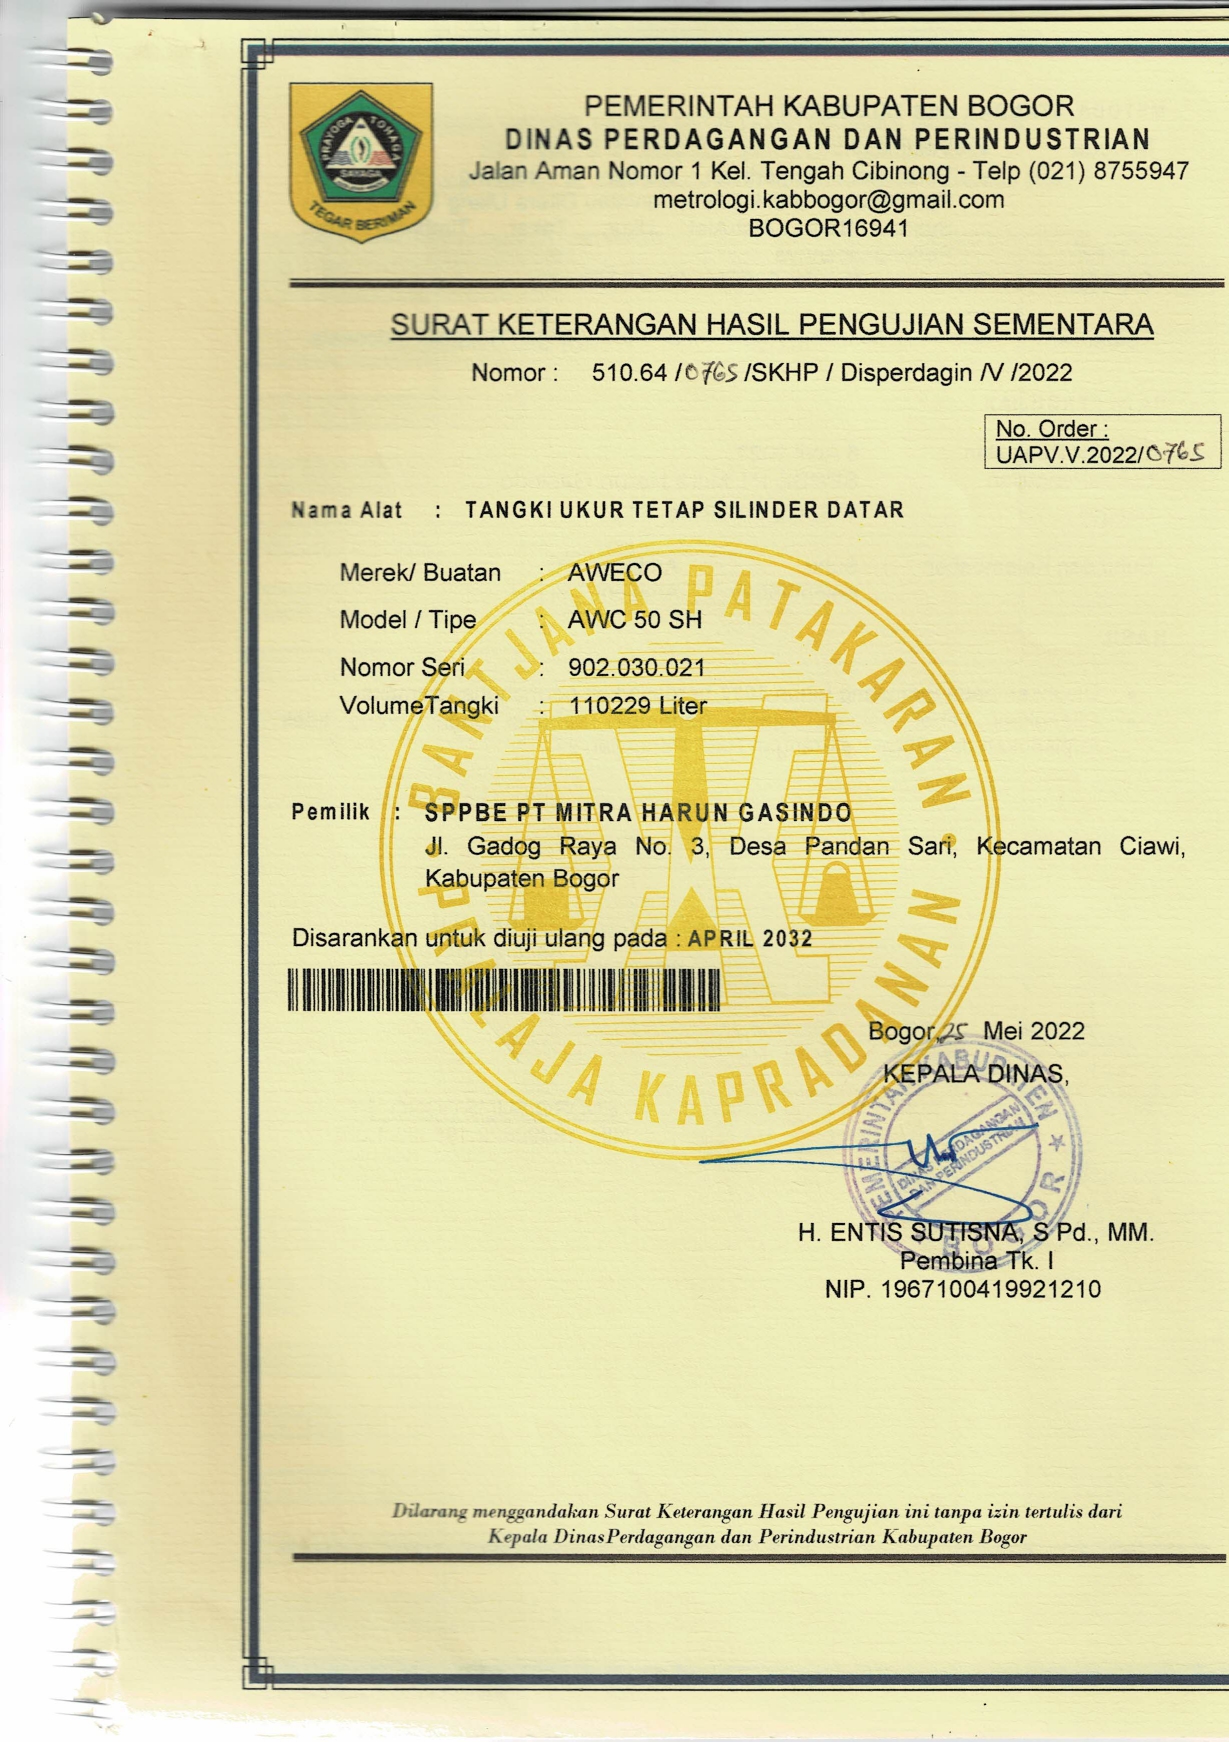 PRAYOGA TOHAGA
SAYAGA
TEGAR BERIMAN
PEMERINTAH KABUPATEN BOGOR
DINAS PERDAGANGAN DAN PERINDUSTRIAN
Jalan Aman Nomor 1 Kel. Tengah Cibinong - Telp (021) 8755947
metrologi.kabbogor@gmail.com
BOGOR16941
SURAT KETERANGAN HASIL PENGUJIAN SEMENTARA
Nomor : 510.64 /0765 /SKHP / Disperdagin /V /2022
No. Order :
UAPV.V.2022/0765
Nama Alat : TANGKI UKUR TETAP SILINDER DATAR
Merek/ Buatan : AWECO
Model / Tipe : AWC 50 SH
Nomor Seri : 902.030.021
VolumeTangki : 110229 Liter
BANTJANA PATAKARAN • PRALAJA KAPRADANAN •
Pemilik : SPPBE PT MITRA HARUN GASINDO
Jl. Gadog Raya No. 3, Desa Pandan Sari, Kecamatan Ciawi,
Kabupaten Bogor
Disarankan untuk diuji ulang pada : APRIL 2032
Bogor, 25 Mei 2022
KEPALA DINAS,
PEMERINTAH KABUPATEN ★ BOGOR
DINAS PERDAGANGAN
DAN PERINDUSTRIAN
H. ENTIS SUTISNA, S Pd., MM.
Pembina Tk. I
NIP. 1967100419921210
Dilarang menggandakan Surat Keterangan Hasil Pengujian ini tanpa izin tertulis dari
Kepala DinasPerdagangan dan Perindustrian Kabupaten Bogor